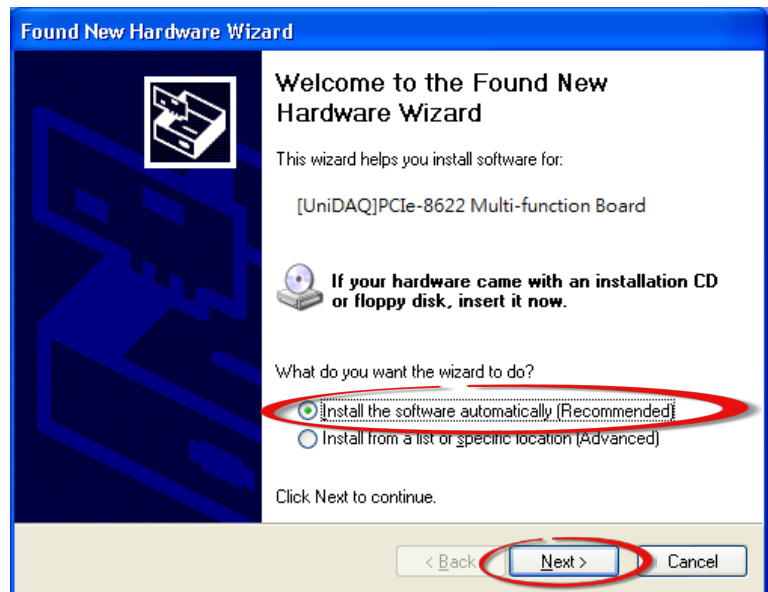 Found New Hardware Wizard
Welcome to the Found New
Hardware Wizard
This wizard helps you install software for:
[UniDAQ]PCIe-8622 Multi-function Board
If your hardware came with an installation CD
or floppy disk, insert it now.
What do you want the wizard to do?
Install the software automatically (Recommended)
Install from a list or specific location (Advanced)
Click Next to continue.
< Back Next > Cancel